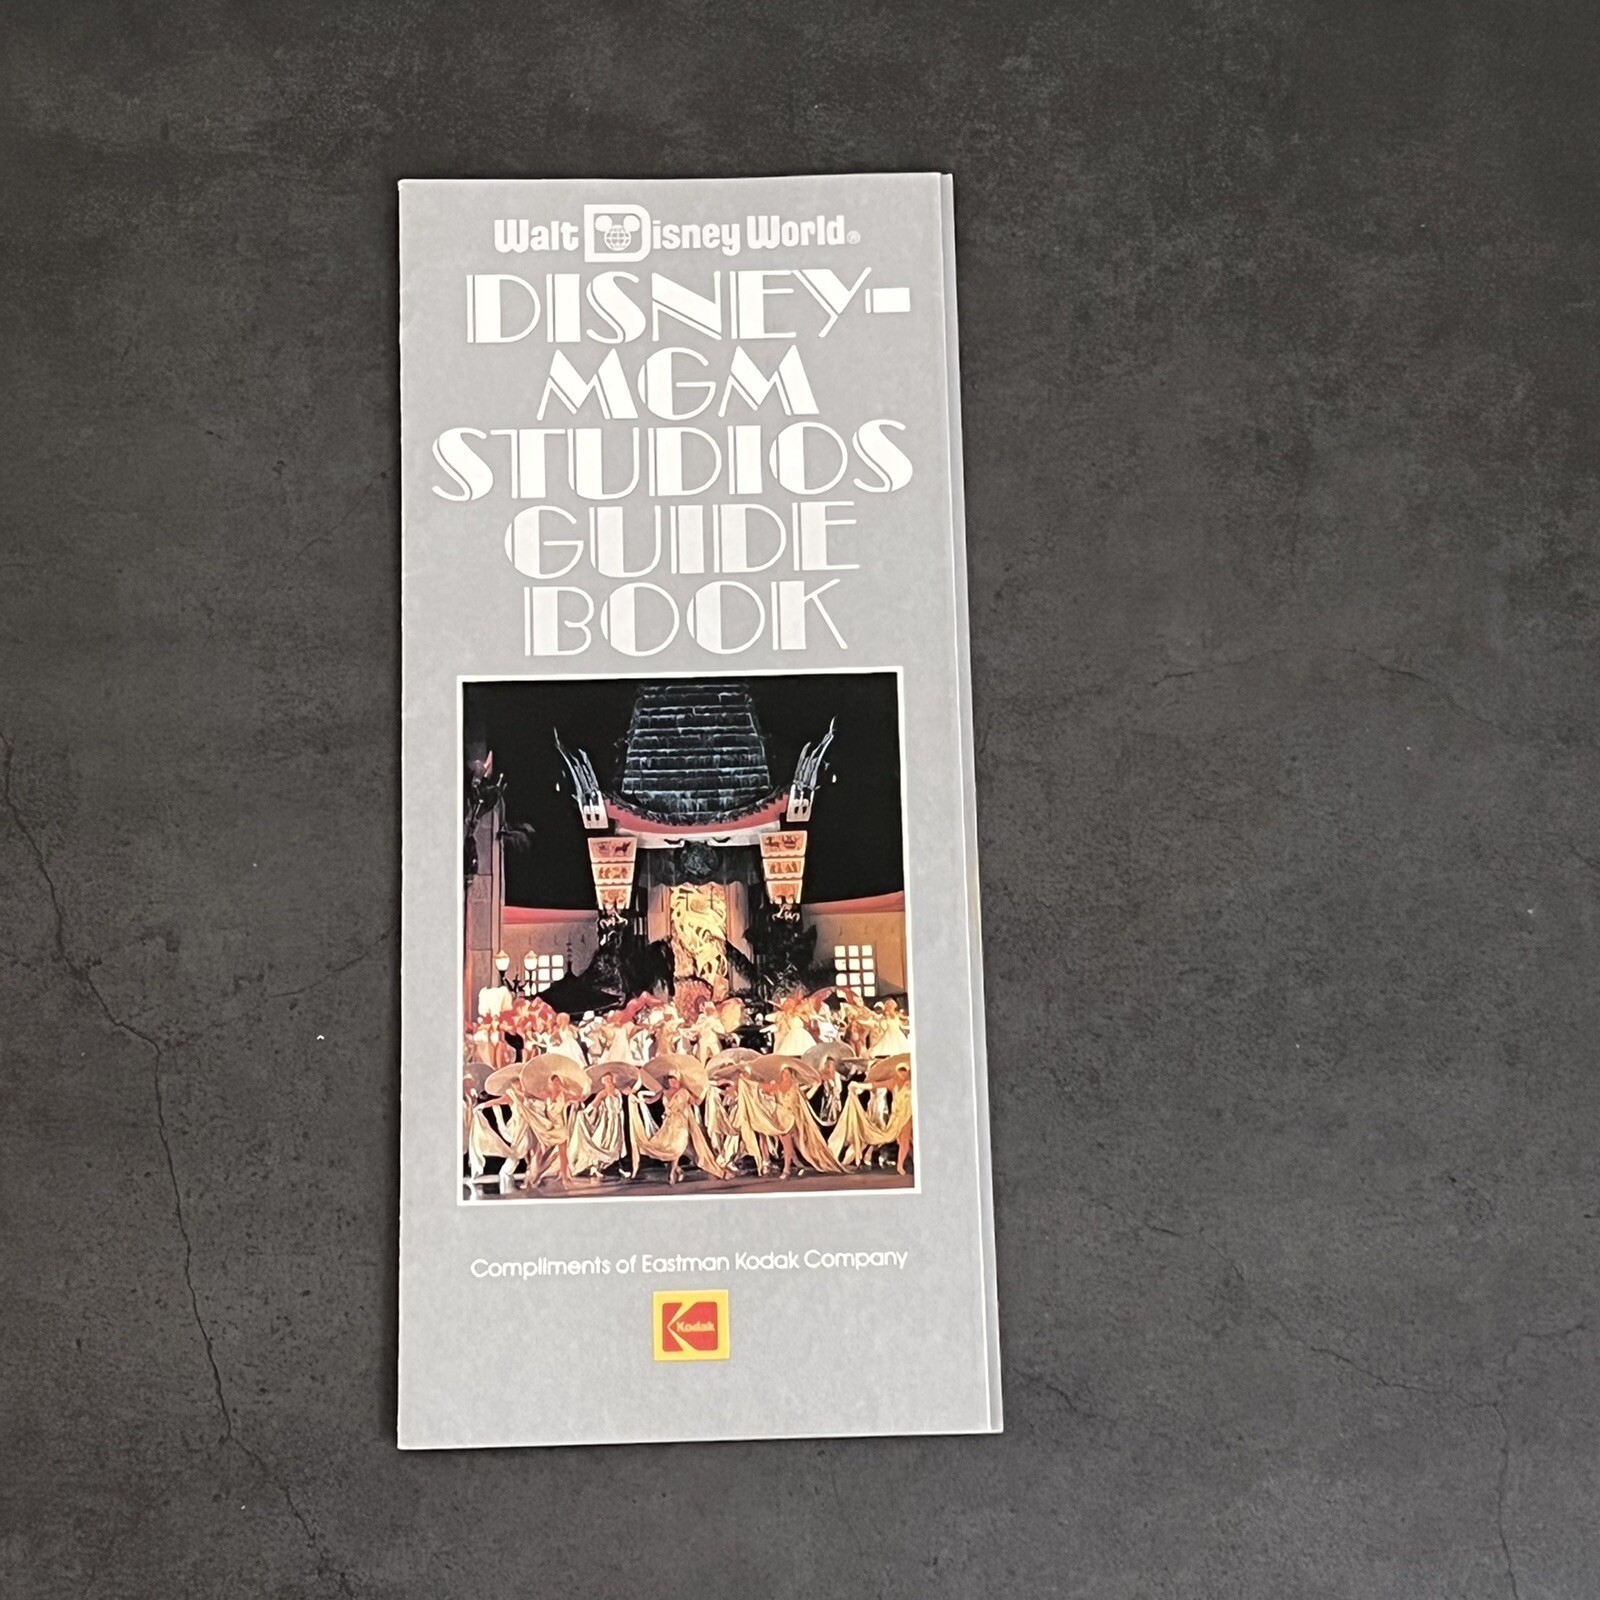 Walt Disney World®
DISNEY-
MGM
STUDIOS
GUIDE
BOOK
Compliments of Eastman Kodak Company
Kodak